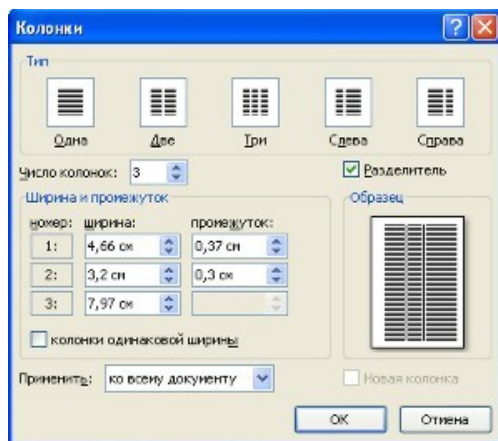 Колонки
Тип
Одна Две Три Слева Справа
Число колонок: 3 Разделитель
Ширина и промежуток Образец
номер: ширина: промежуток:
1: 4,66 см 0,37 см
2: 3,2 см 0,3 см
3: 7,97 см
колонки одинаковой ширины
Применить: ко всему документу Новая колонка
ОК Отмена